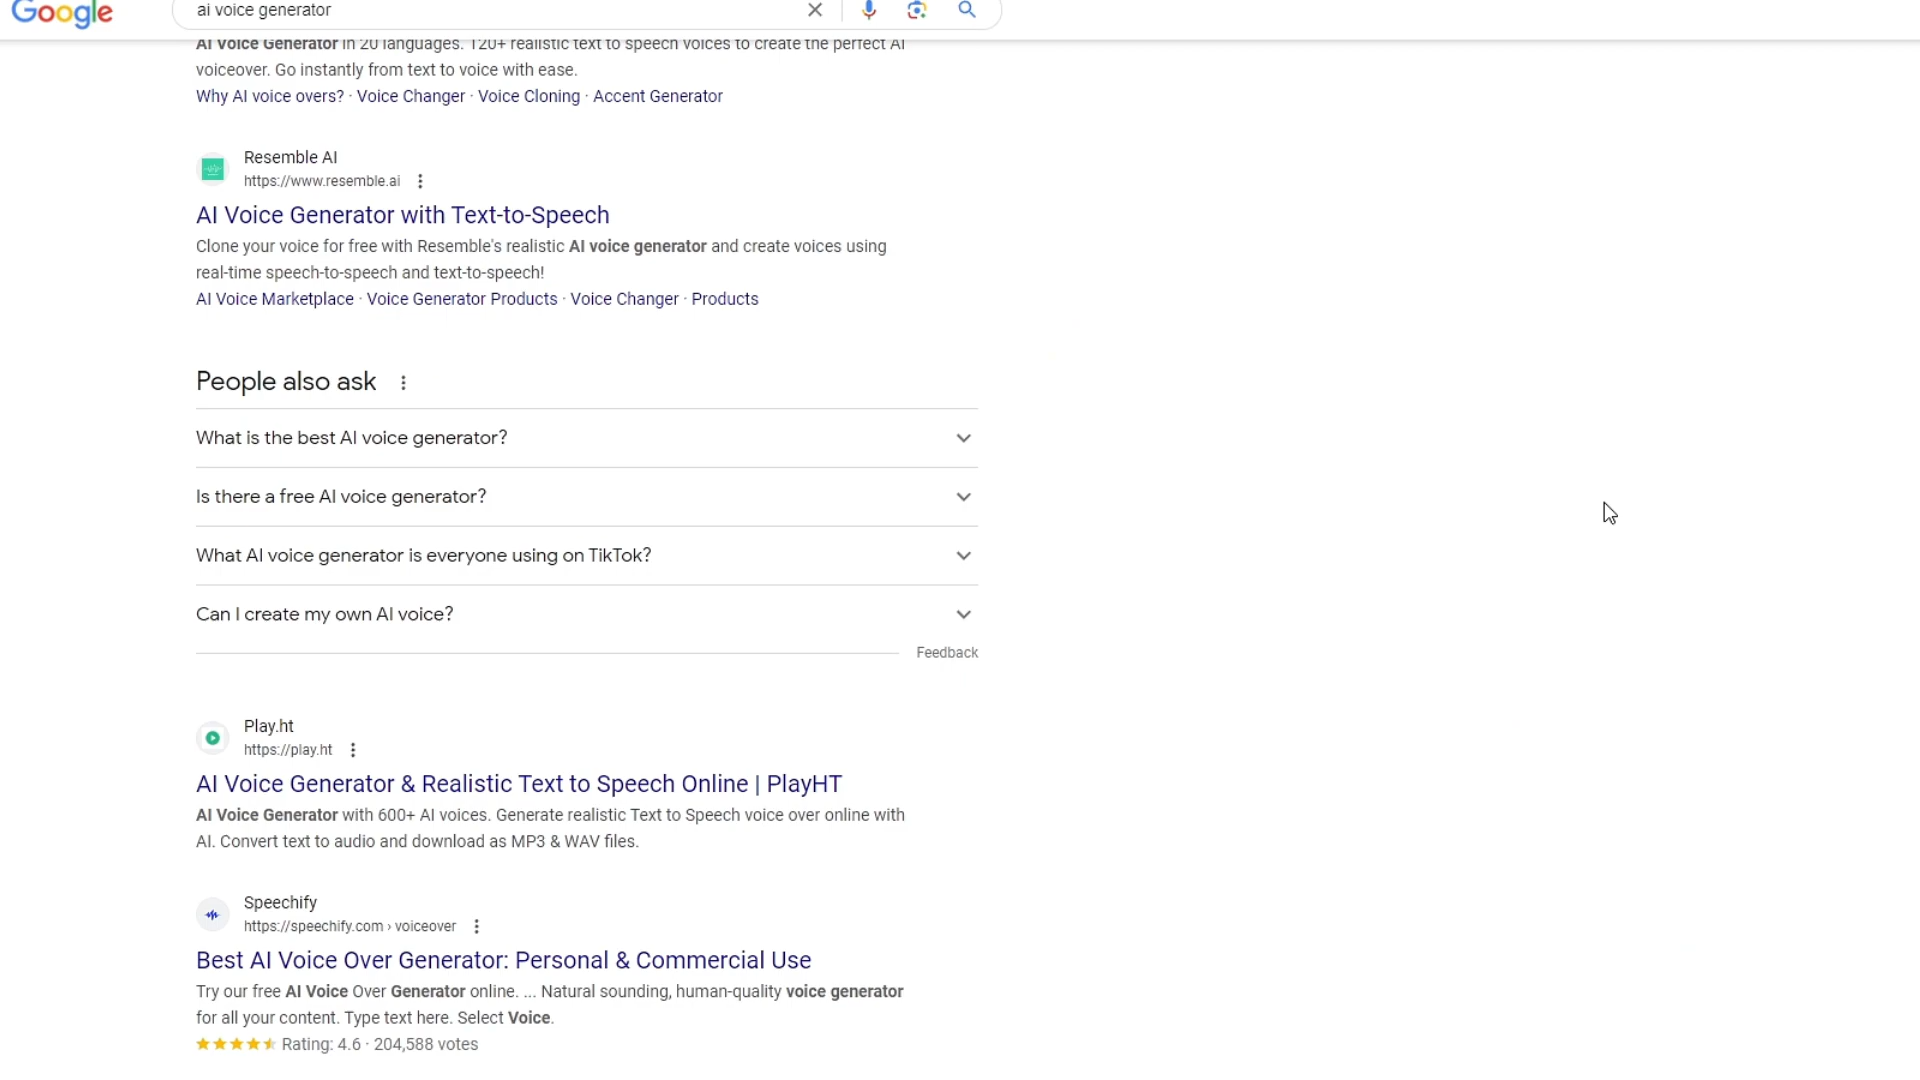 Google
ai voice generator
AI Voice Generator in 20 languages. 120+ realistic text to speech voices to create the perfect AI
voiceover. Go instantly from text to voice with ease.
Why AI voice overs? · Voice Changer · Voice Cloning · Accent Generator
Resemble AI
https://www.resemble.ai
AI Voice Generator with Text-to-Speech
Clone your voice for free with Resemble's realistic AI voice generator and create voices using
real-time speech-to-speech and text-to-speech!
AI Voice Marketplace · Voice Generator Products · Voice Changer · Products
People also ask
What is the best AI voice generator?
Is there a free AI voice generator?
What AI voice generator is everyone using on TikTok?
Can I create my own AI voice?
Feedback
Play.ht
https://play.ht
AI Voice Generator & Realistic Text to Speech Online | PlayHT
AI Voice Generator with 600+ AI voices. Generate realistic Text to Speech voice over online with
AI. Convert text to audio and download as MP3 & WAV files.
Speechify
https://speechify.com › voiceover
Best AI Voice Over Generator: Personal & Commercial Use
Try our free AI Voice Over Generator online. ... Natural sounding, human-quality voice generator
for all your content. Type text here. Select Voice.
Rating: 4.6 · 204,588 votes